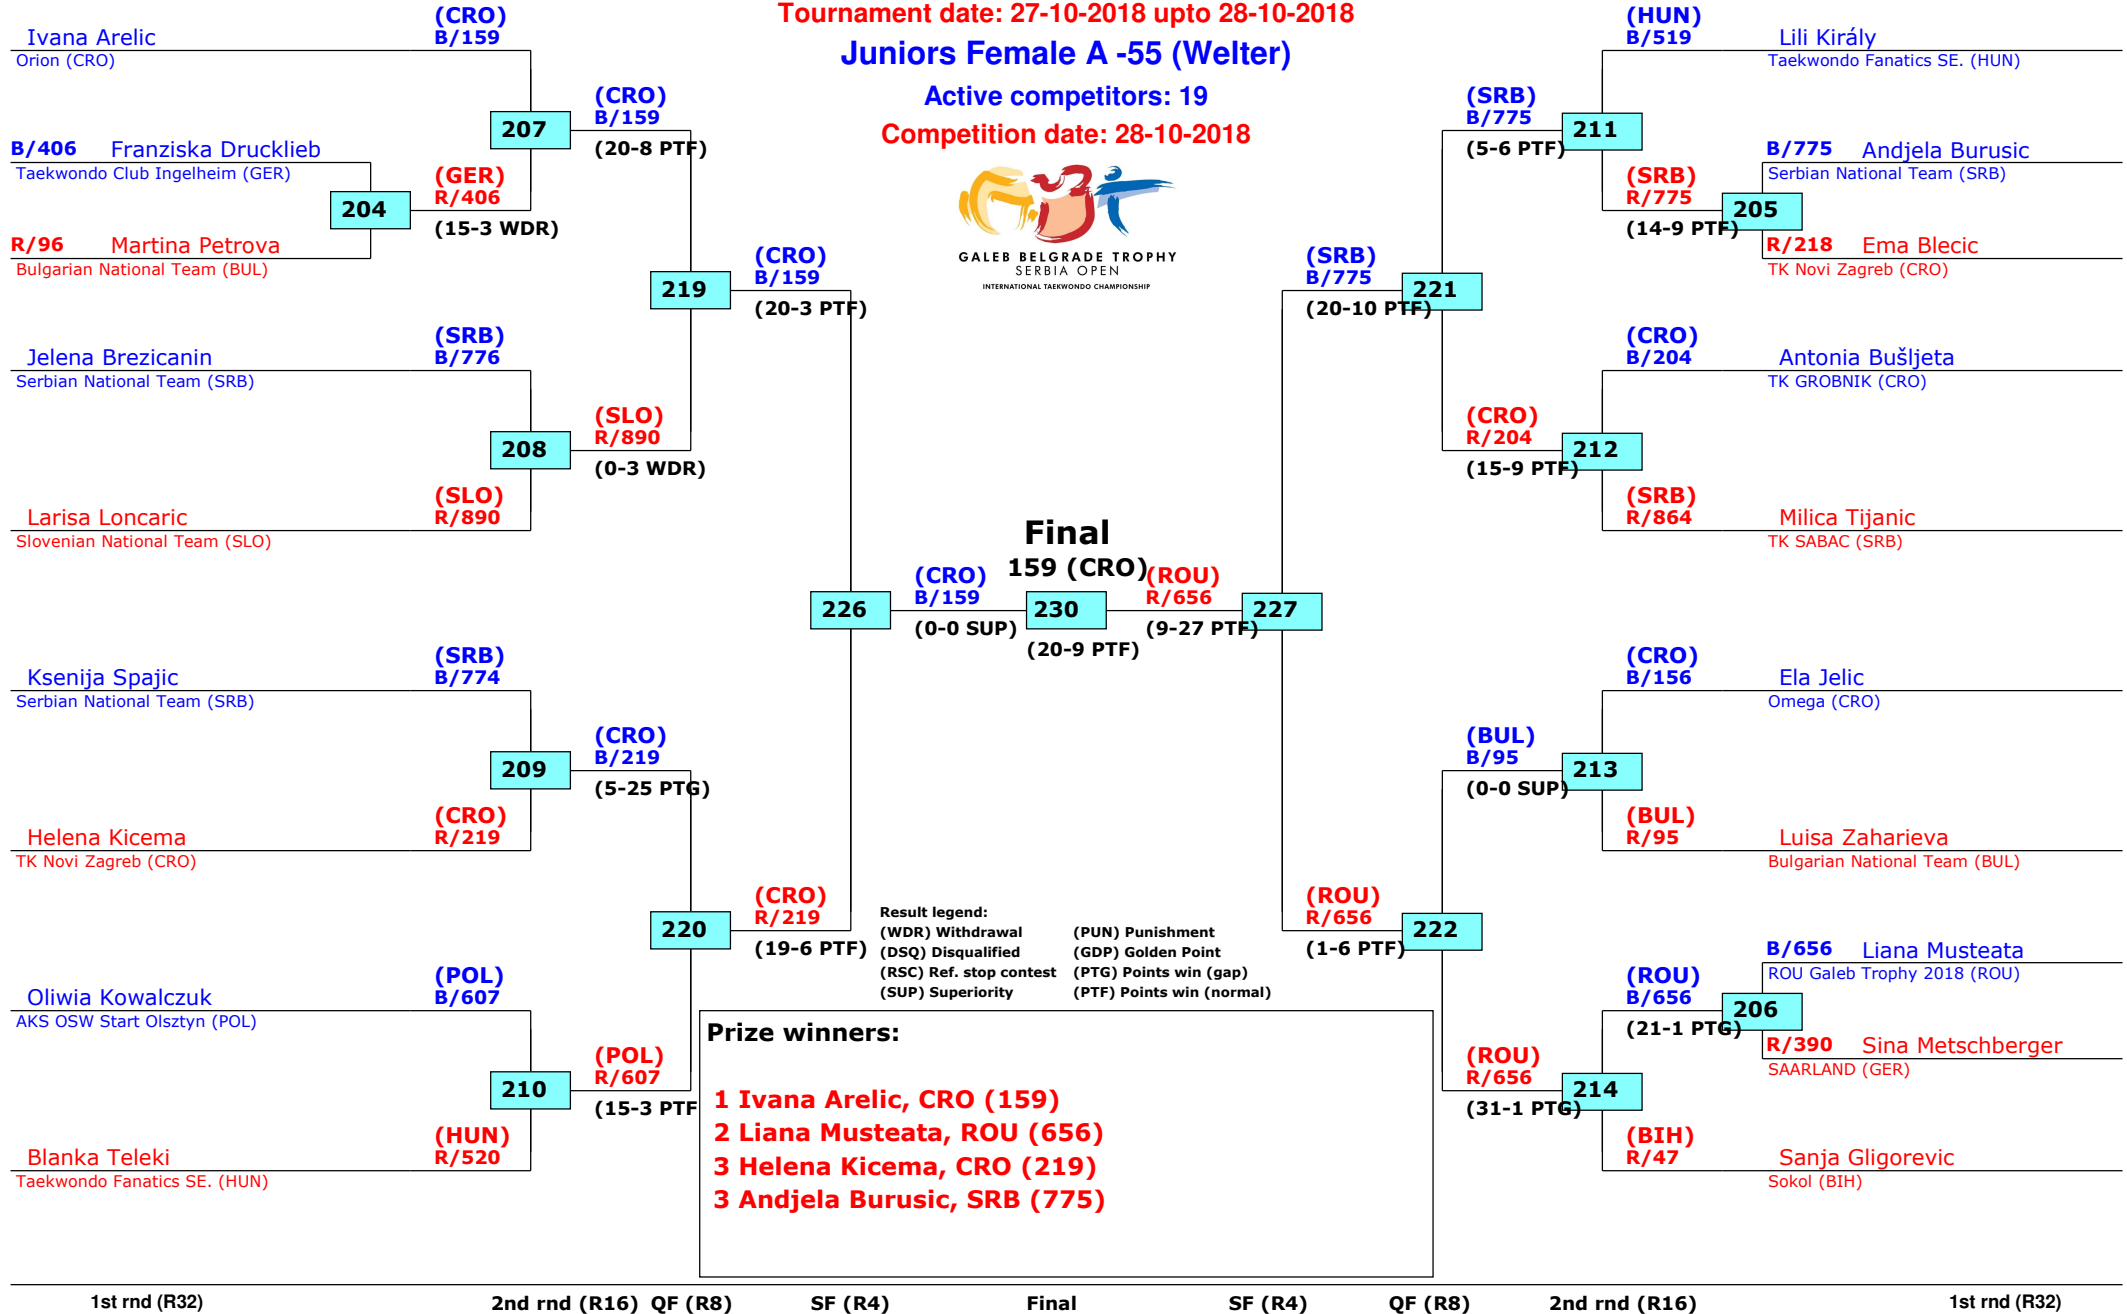 Tournament date: 27-10-2018 upto 28-10-2018
Juniors Female A -55 (Welter)
Active competitors: 19
Competition date: 28-10-2018
GALEB BELGRADE TROPHY
SERBIA OPEN
INTERNATIONAL TAEKWONDO CHAMPIONSHIP
Ivana Arelic
Orion (CRO)
(CRO)
B/159
B/406 Franziska Drucklieb
Taekwondo Club Ingelheim (GER)
204
R/96 Martina Petrova
Bulgarian National Team (BUL)
(GER)
R/406
(15-3 WDR)
207
(CRO)
B/159
(20-8 PTF)
Jelena Brezicanin
Serbian National Team (SRB)
(SRB)
B/776
208
Larisa Loncaric
Slovenian National Team (SLO)
(SLO)
R/890
(SLO)
R/890
(0-3 WDR)
219
(CRO)
B/159
(20-3 PTF)
Ksenija Spajic
Serbian National Team (SRB)
(SRB)
B/774
209
Helena Kicema
TK Novi Zagreb (CRO)
(CRO)
R/219
(CRO)
B/219
(5-25 PTG)
Oliwia Kowalczuk
AKS OSW Start Olsztyn (POL)
(POL)
B/607
210
Blanka Teleki
Taekwondo Fanatics SE. (HUN)
(HUN)
R/520
(POL)
R/607
(15-3 PTF
220
(CRO)
R/219
(19-6 PTF)
226
(CRO)
B/159
(0-0 SUP)
Final
159 (CRO)
230
(20-9 PTF)
(ROU)
R/656
(9-27 PTF)
227
(SRB)
B/775
(20-10 PTF)
221
(SRB)
B/775
(5-6 PTF)
211
(HUN)
B/519
Lili Király
Taekwondo Fanatics SE. (HUN)
(SRB)
R/775
(14-9 PTF)
205
B/775 Andjela Burusic
Serbian National Team (SRB)
R/218 Ema Blecic
TK Novi Zagreb (CRO)
(CRO)
R/204
(15-9 PTF)
212
(CRO)
B/204
Antonia Bušljeta
TK GROBNIK (CRO)
(SRB)
R/864
Milica Tijanic
TK SABAC (SRB)
(ROU)
R/656
(1-6 PTF)
222
(BUL)
B/95
(0-0 SUP)
213
(CRO)
B/156
Ela Jelic
Omega (CRO)
(BUL)
R/95
Luisa Zaharieva
Bulgarian National Team (BUL)
(ROU)
R/656
(31-1 PTG)
214
(ROU)
B/656
(21-1 PTG)
206
B/656 Liana Musteata
ROU Galeb Trophy 2018 (ROU)
R/390 Sina Metschberger
SAARLAND (GER)
(BIH)
R/47
Sanja Gligorevic
Sokol (BIH)
Result legend:
(WDR) Withdrawal (PUN) Punishment
(DSQ) Disqualified (GDP) Golden Point
(RSC) Ref. stop contest (PTG) Points win (gap)
(SUP) Superiority (PTF) Points win (normal)
Prize winners:
1 Ivana Arelic, CRO (159)
2 Liana Musteata, ROU (656)
3 Helena Kicema, CRO (219)
3 Andjela Burusic, SRB (775)
1st rnd (R32) 2nd rnd (R16) QF (R8) SF (R4) Final SF (R4) QF (R8) 2nd rnd (R16) 1st rnd (R32)